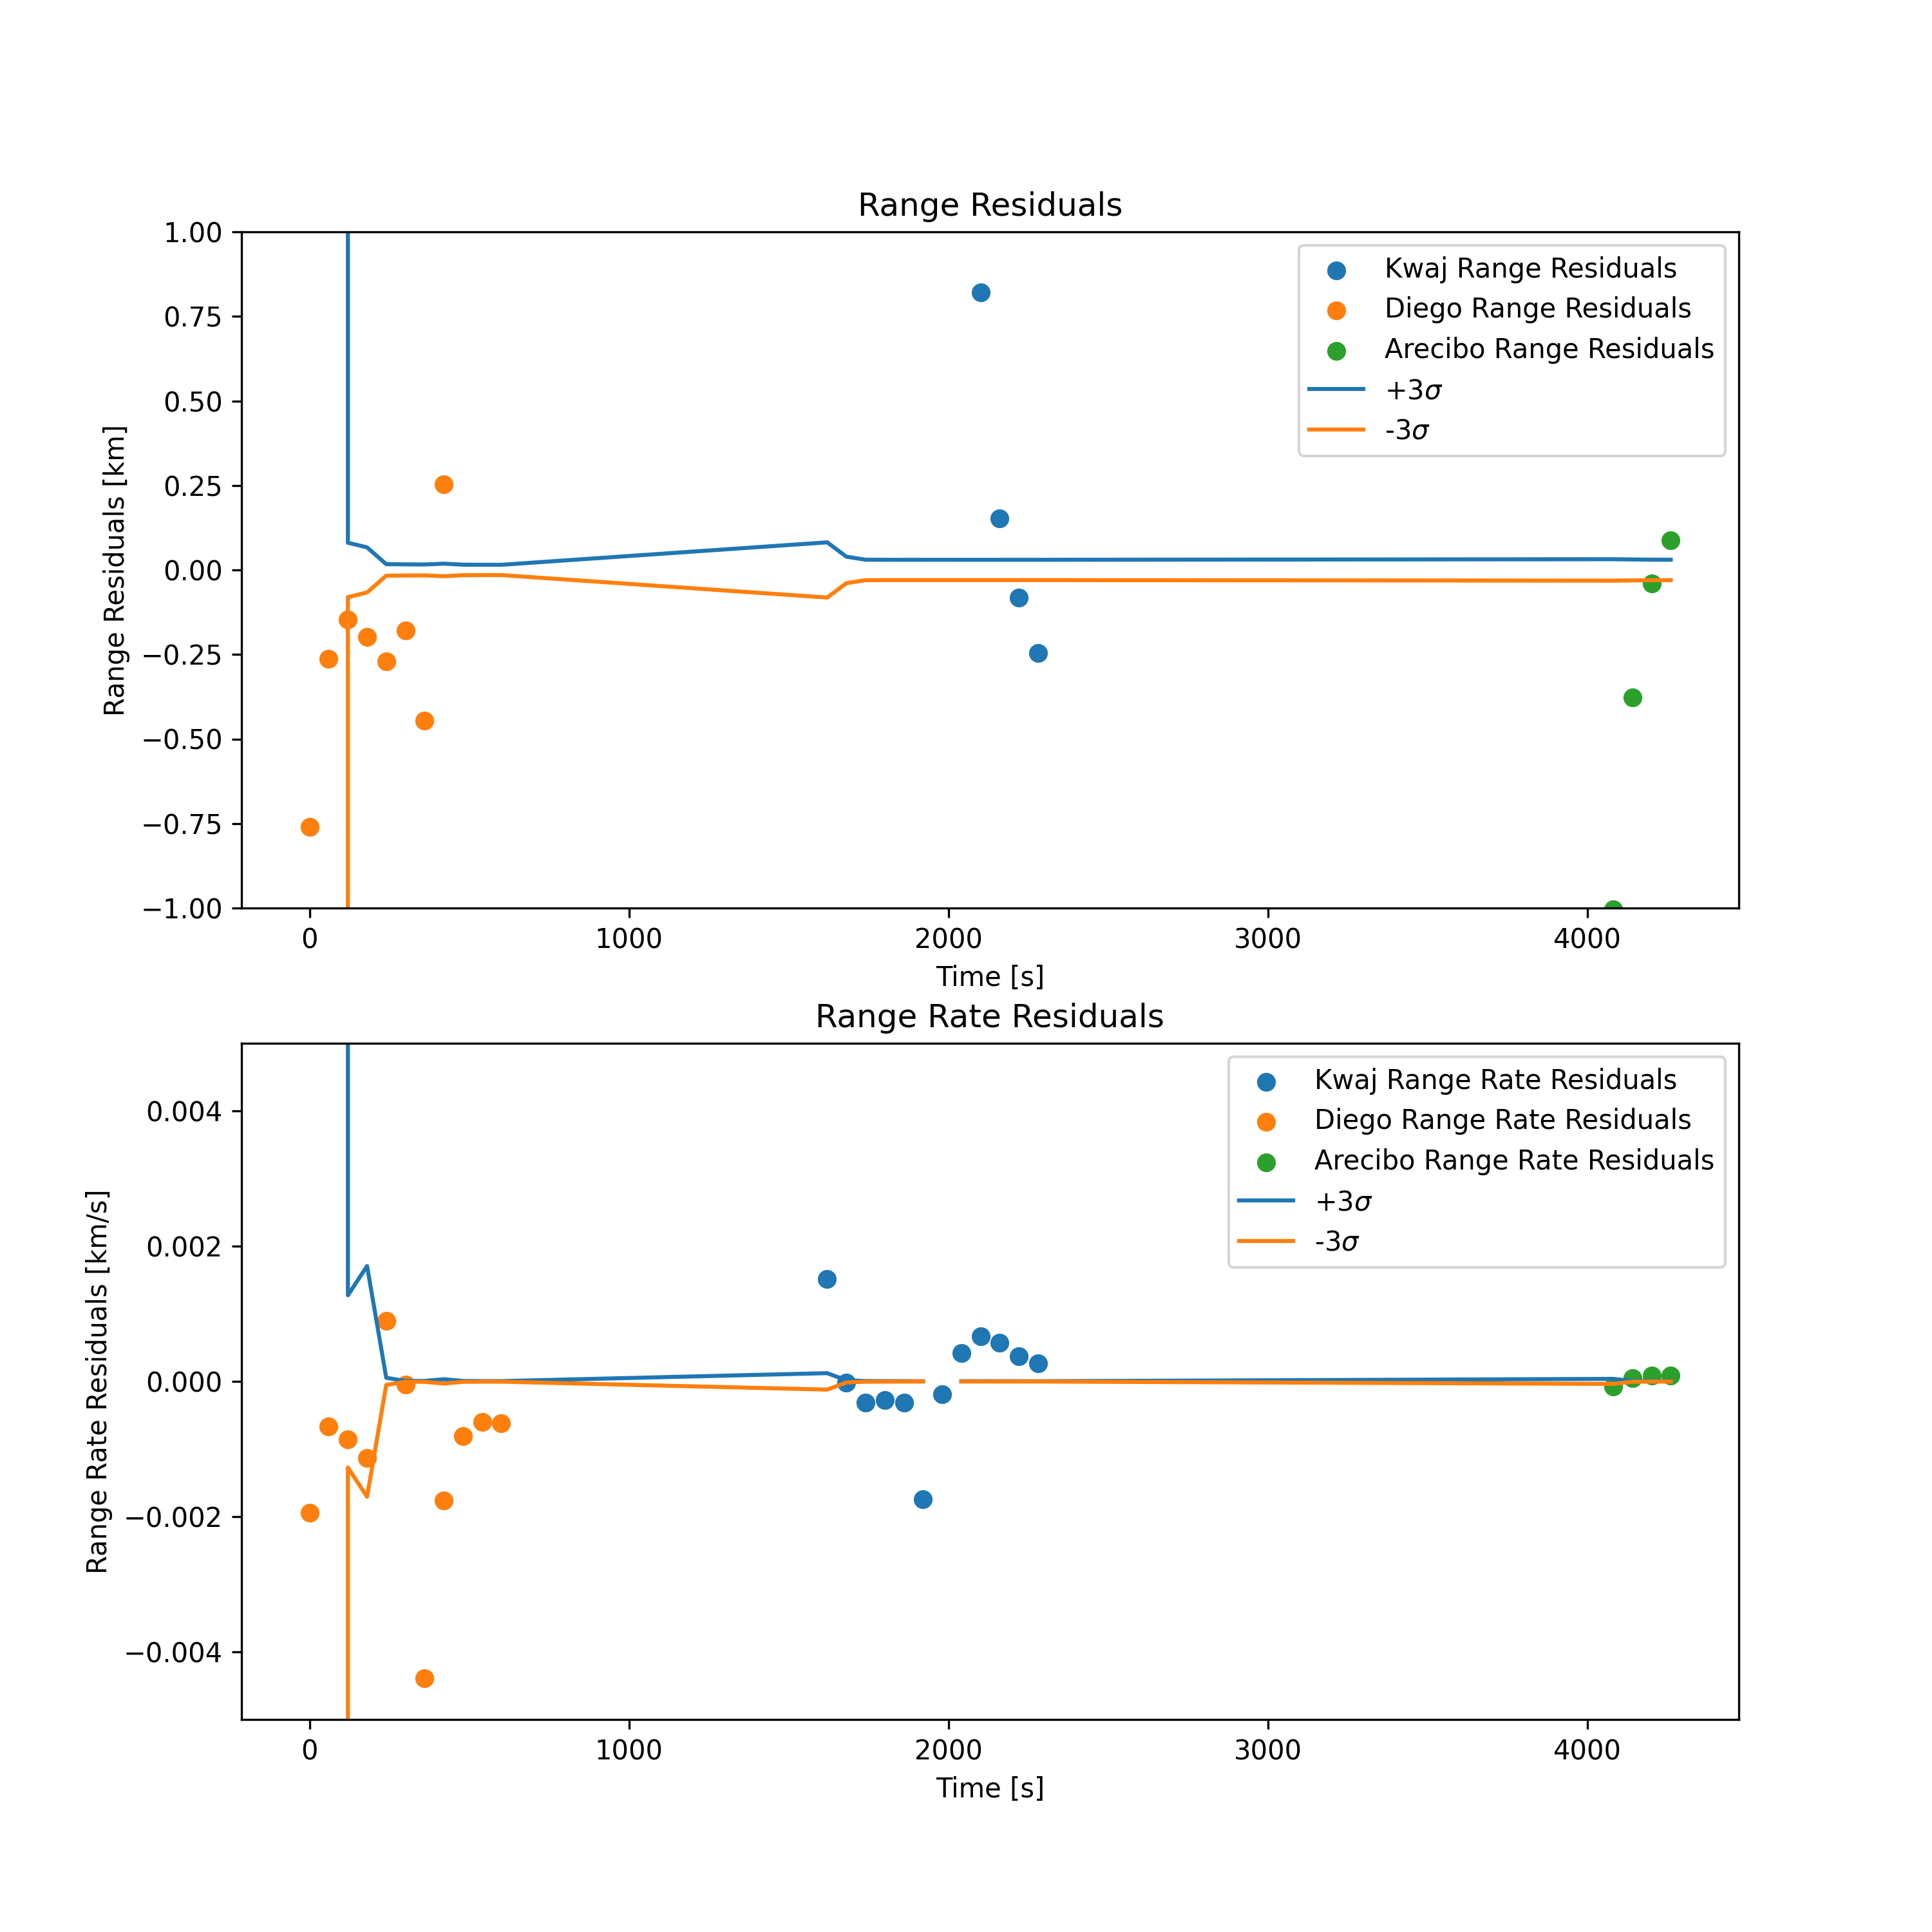 Range Residuals
1.00
0.75
0.50
0.25
0.00
−0.25
−0.50
−0.75
−1.00
Range Residuals [km]
Kwaj Range Residuals
Diego Range Residuals
Arecibo Range Residuals
+3σ
-3σ
0 1000 2000 3000 4000
Time [s]
Range Rate Residuals
0.004
0.002
0.000
−0.002
−0.004
Range Rate Residuals [km/s]
Kwaj Range Rate Residuals
Diego Range Rate Residuals
Arecibo Range Rate Residuals
+3σ
-3σ
0 1000 2000 3000 4000
Time [s]